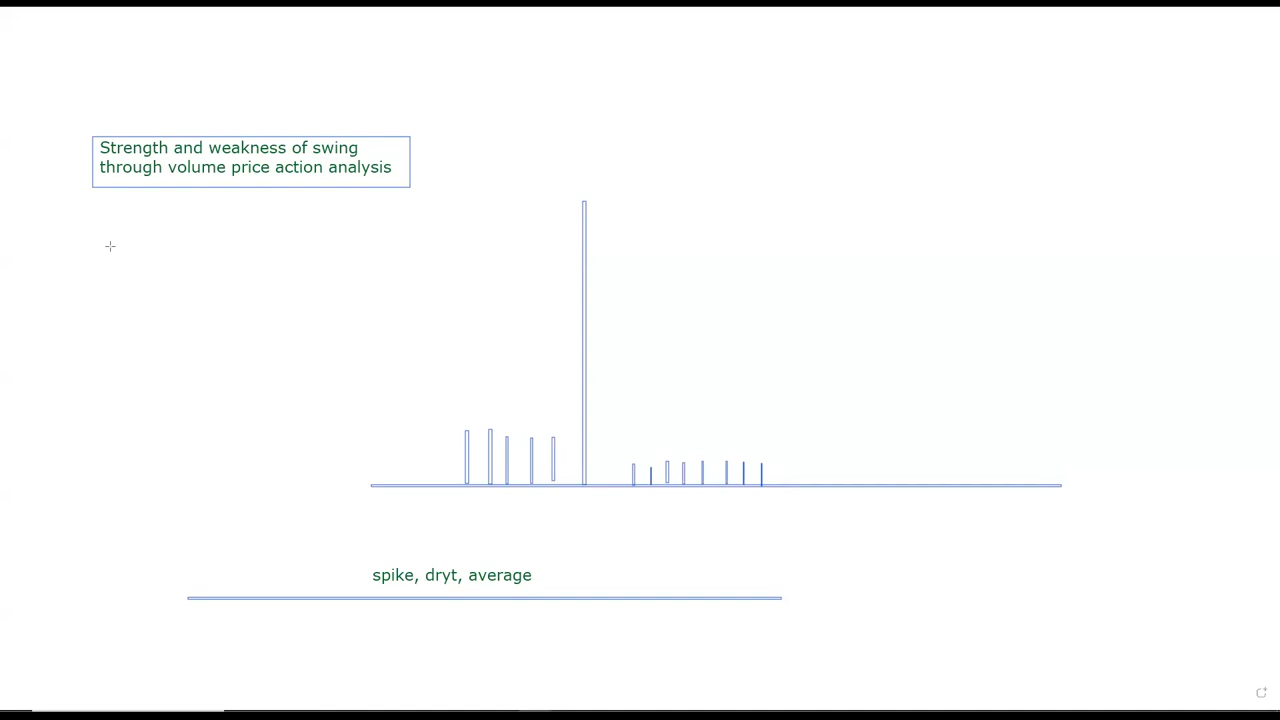 Strength and weakness of swing
through volume price action analysis
spike, dryt, average